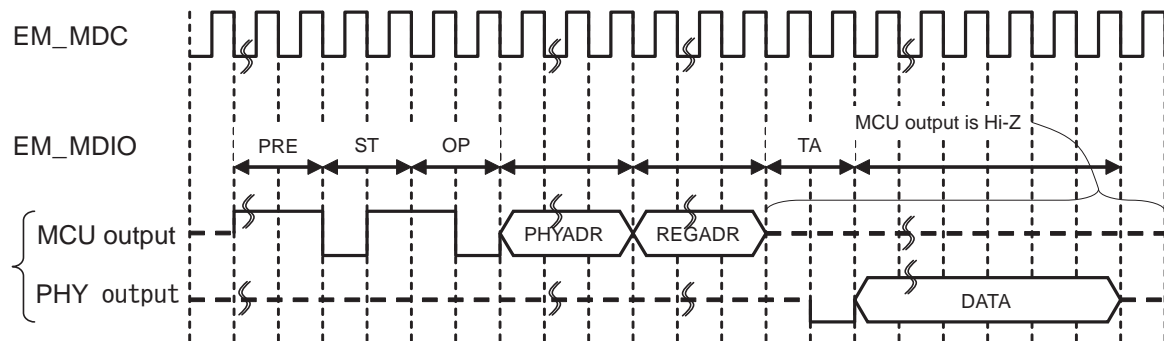 EM_MDC
MCU output is Hi-Z
EM_MDIO
PRE
ST
OP
TA
MCU output
PHYADR
REGADR
PHY output
DATA